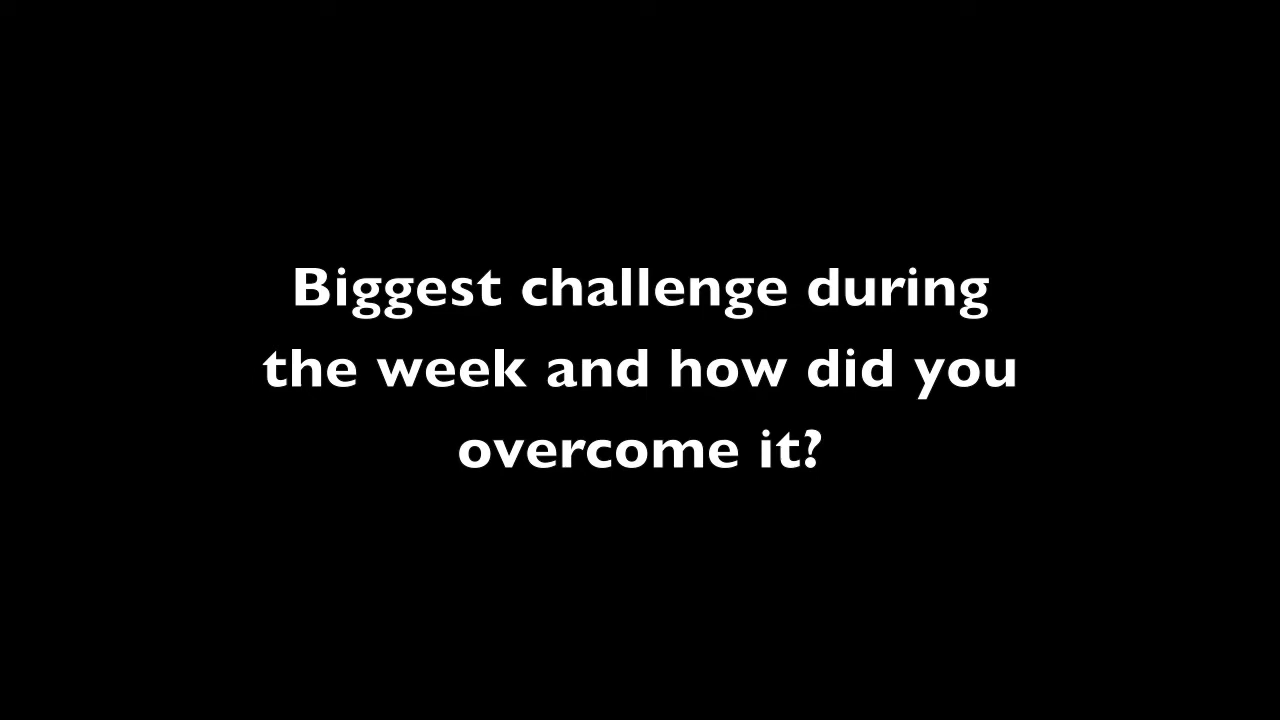 Biggest challenge during
the week and how did you
overcome it?